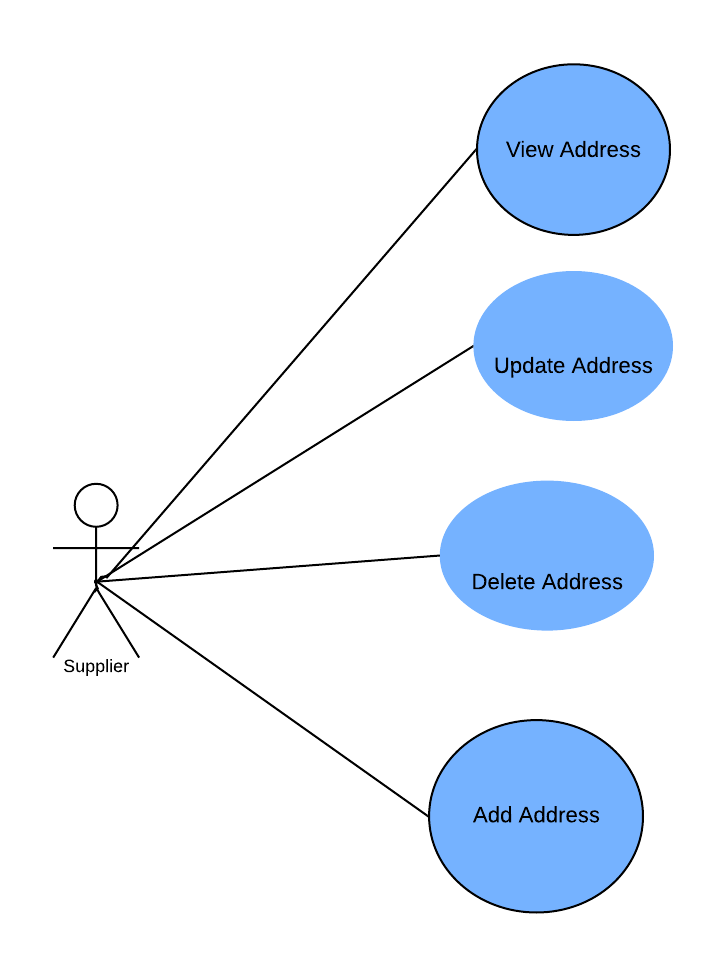 View Address
Update Address
Delete Address
Supplier
Add Address